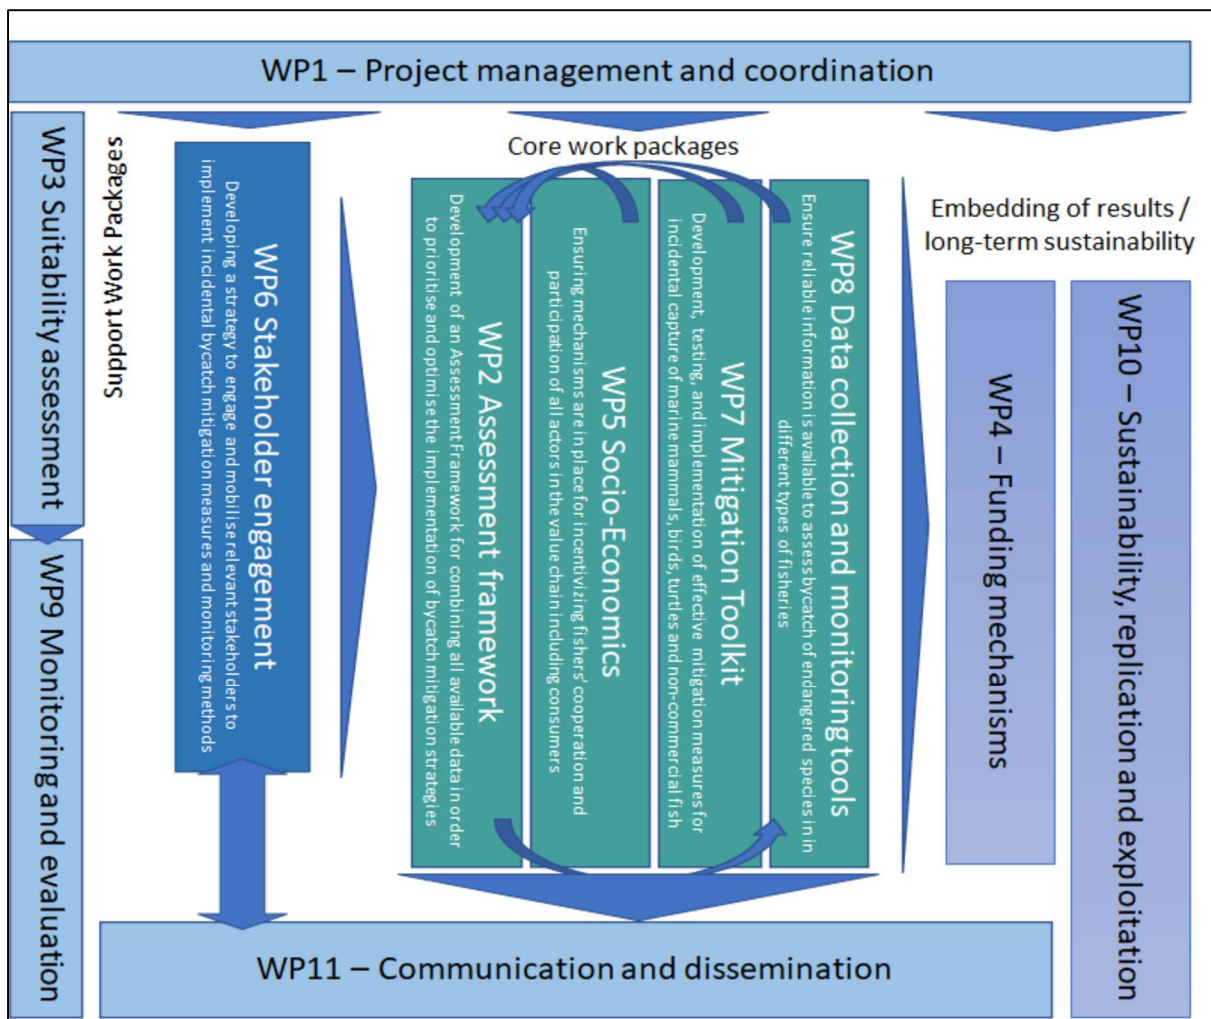 WP1 – Project management and coordination
WP3 Suitability assessment
WP9 Monitoring and evaluation
Support Work Packages
WP6 Stakeholder engagement
Developing a strategy to engage and mobilise relevant stakeholders to
implement incidental bycatch mitigation measures and monitoring methods
Core work packages
WP2 Assessment framework
Development of an Assessment Framework for combining all available data in order
to prioritise and optimise the implementation of bycatch mitigation strategies
WP5 Socio-Economics
Ensuring mechanisms are in place for incentivizing fishers' cooperation and
participation of all actors in the value chain including consumers
WP7 Mitigation Toolkit
Development, testing, and implementation of effective mitigation measures for
incidental capture of marine mammals, birds, turtles and non-commercial fish
WP8 Data collection and monitoring tools
Ensure reliable information is available to assess bycatch of endangered species in in
different types of fisheries
Embedding of results /
long-term sustainability
WP4 – Funding mechanisms
WP10 – Sustainability, replication and exploitation
WP11 – Communication and dissemination